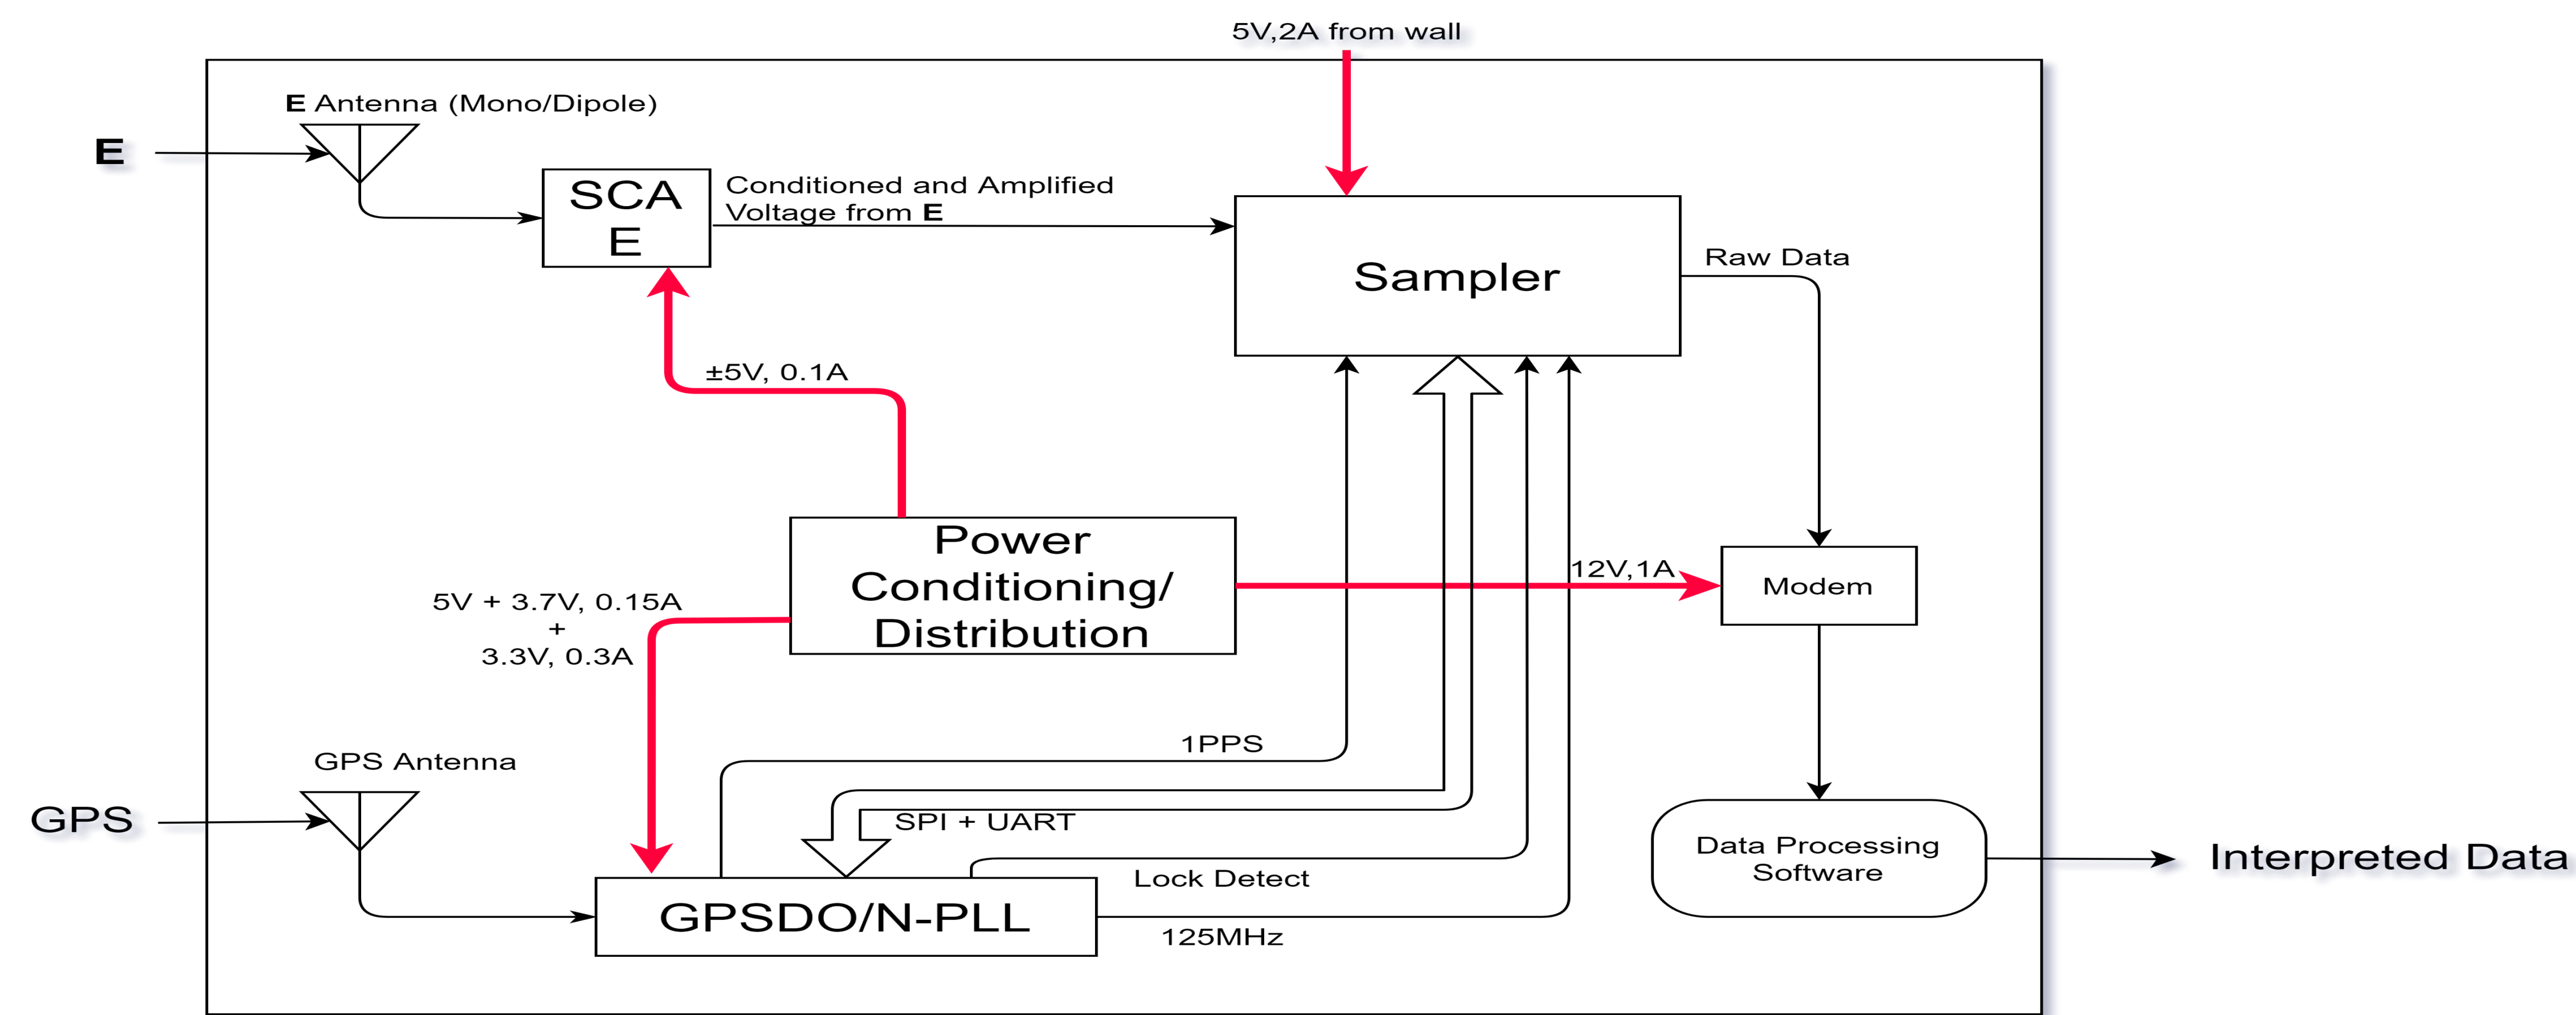 5V,2A from wall
E Antenna (Mono/Dipole)
E
SCA
E
Conditioned and Amplified
Voltage from E
Sampler
Raw Data
±5V, 0.1A
Power
Conditioning/
Distribution
12V,1A
Modem
5V + 3.7V, 0.15A
+
3.3V, 0.3A
1PPS
GPS Antenna
GPS
SPI + UART
Data Processing
Software
Interpreted Data
Lock Detect
GPSDO/N-PLL
125MHz